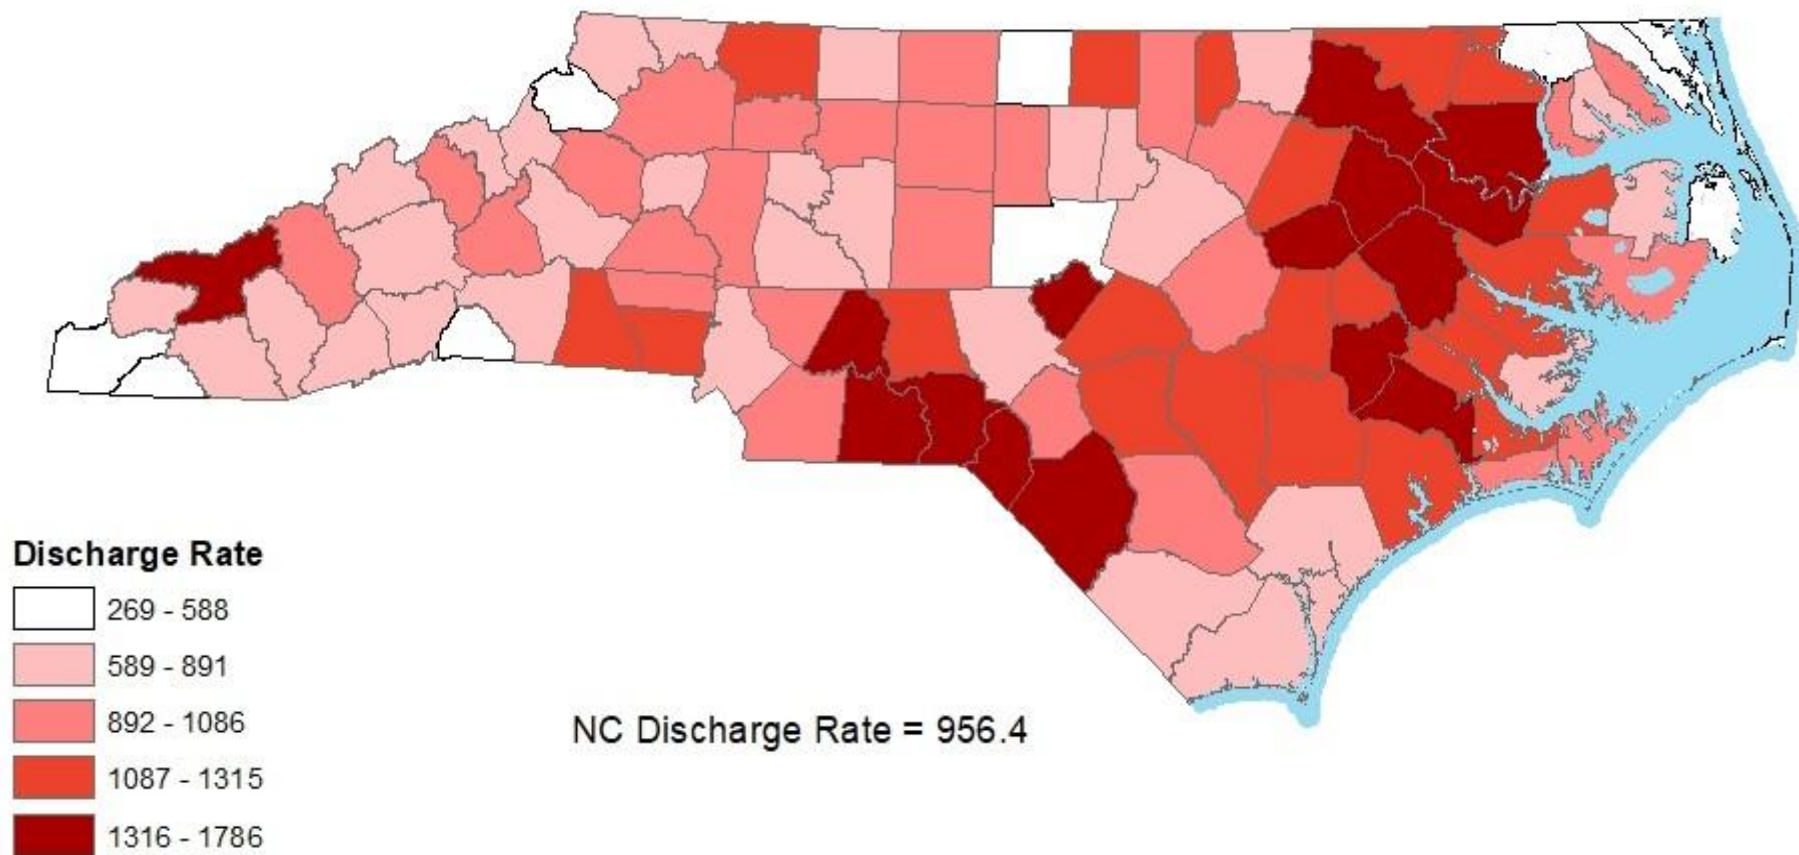 Discharge Rate
269 - 588
589 - 891
892 - 1086
1087 - 1315
1316 - 1786
NC Discharge Rate = 956.4